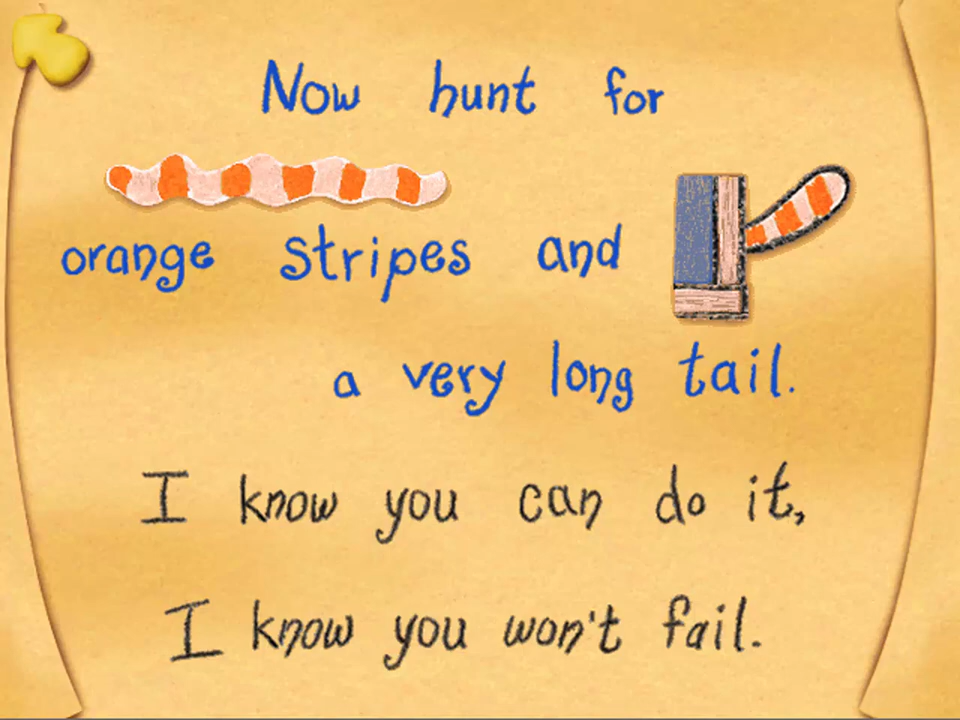 Now hunt for
orange stripes and
a very long tail.
I know you can do it,
I know you won't fail.